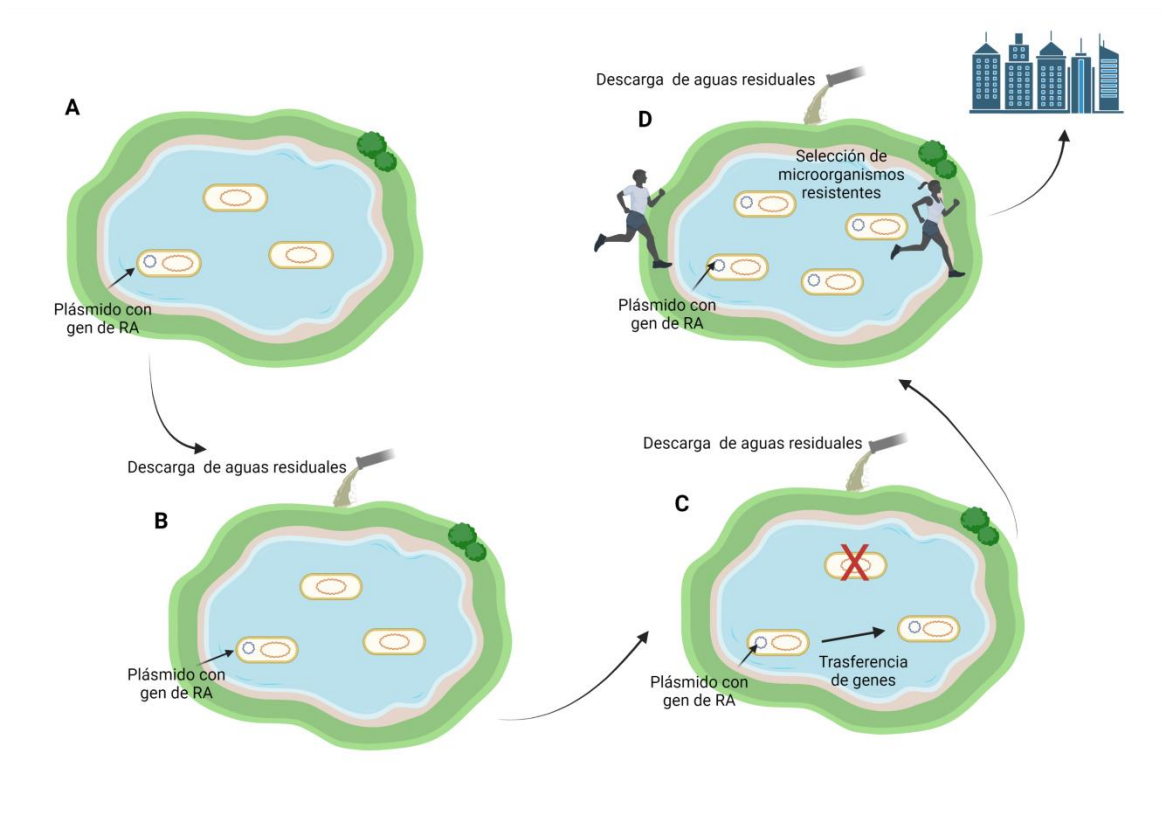 A
Plásmido con
gen de RA
Descarga de aguas residuales
B
Plásmido con
gen de RA
Descarga de aguas residuales
C
Plásmido con
gen de RA
Trasferencia
de genes
Descarga de aguas residuales
D
Selección de
microorganismos
resistentes
Plásmido con
gen de RA